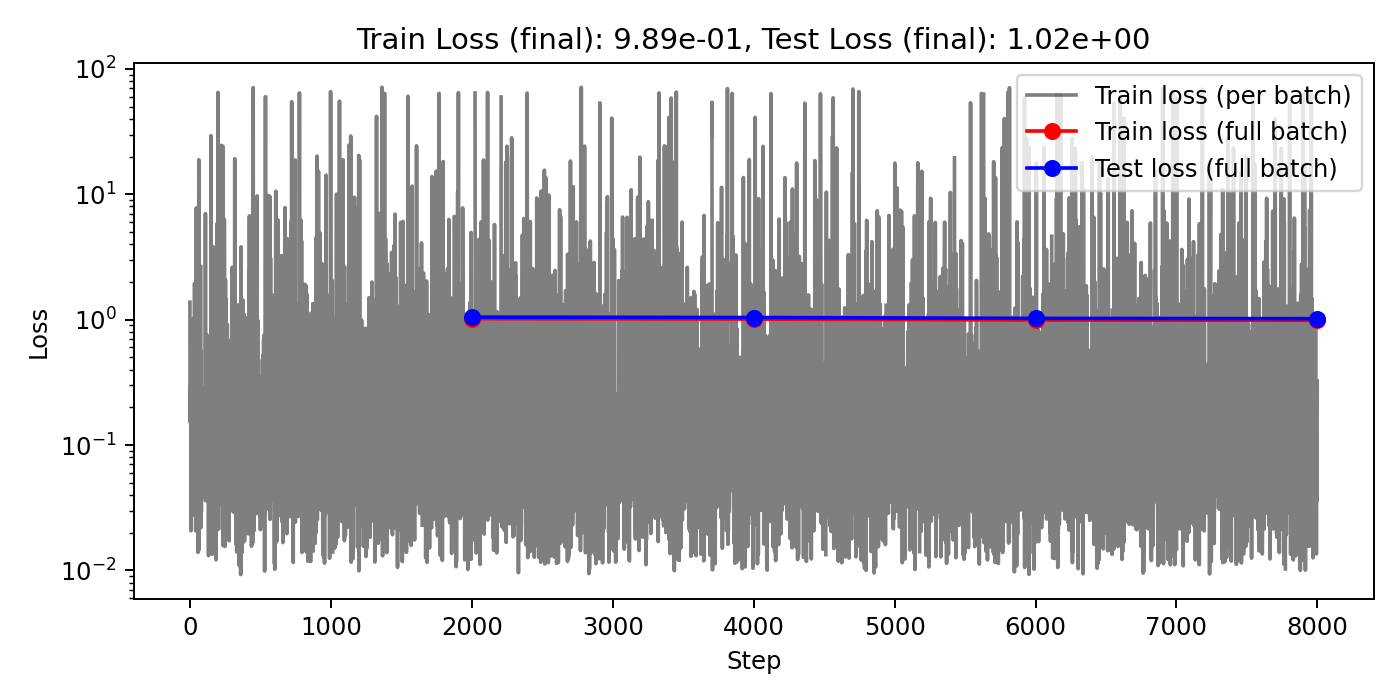 Train Loss (final): 9.89e-01, Test Loss (final): 1.02e+00
10²
10¹
10⁰
10⁻¹
10⁻²
Loss
Train loss (per batch)
Train loss (full batch)
Test loss (full batch)
0 1000 2000 3000 4000 5000 6000 7000 8000
Step